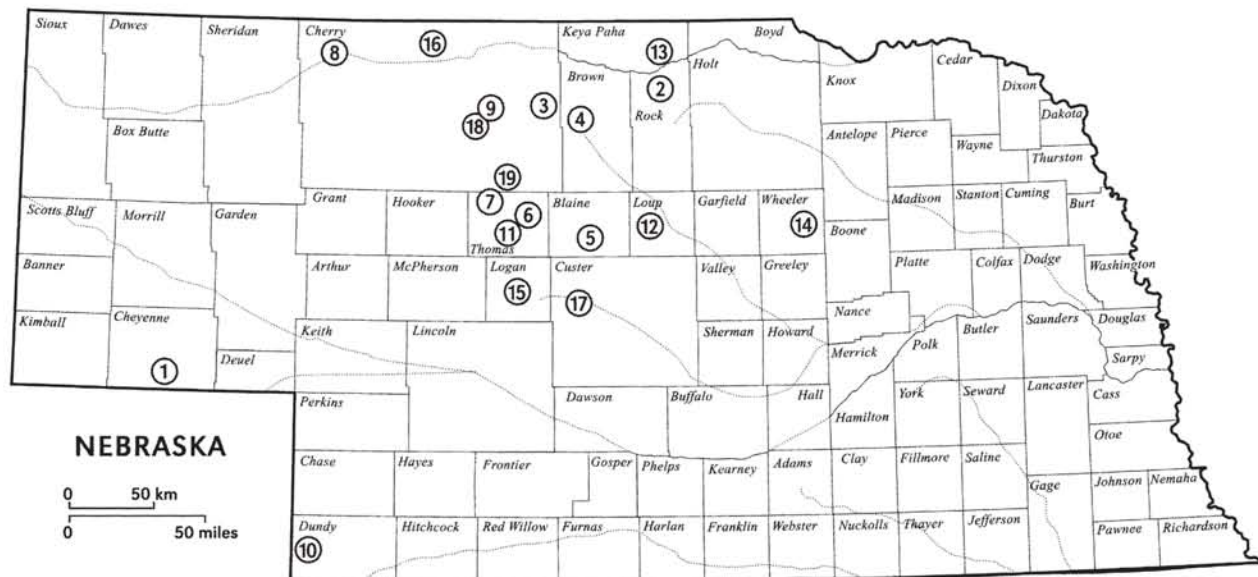 Sioux
Dawes
Sheridan
Cherry
8
16
Keya Paha
13
Boyd
Holt
Knox
Cedar
Dixon
Dakota
Box Butte
9
18
3
Brown
4
2
Rock
Antelope
Pierce
Wayne
Thurston
19
Scotts Bluff
Morrill
Garden
Grant
Hooker
7
6
11
Thomas
Blaine
5
Loup
12
Garfield
Wheeler
14
Boone
Madison
Stanton
Cuming
Burt
Banner
Arthur
McPherson
Logan
15
Custer
17
Valley
Greeley
Platte
Colfax
Dodge
Washington
Nance
Kimball
Cheyenne
1
Deuel
Keith
Lincoln
Sherman
Howard
Merrick
Polk
Butler
Saunders
Douglas
Sarpy
Perkins
Dawson
Buffalo
Hall
Hamilton
York
Seward
Lancaster
Cass
Otoe
NEBRASKA
Chase
Hayes
Frontier
Gosper
Phelps
Kearney
Adams
Clay
Fillmore
Saline
Gage
Johnson
Nemaha
0 50 km
0 50 miles
Dundy
10
Hitchcock
Red Willow
Furnas
Harlan
Franklin
Webster
Nuckolls
Thayer
Jefferson
Pawnee
Richardson